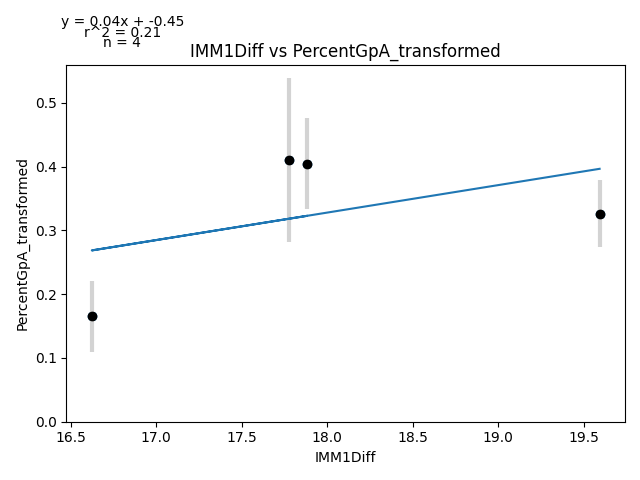 y = 0.04x + -0.45
r^2 = 0.21
n = 4
IMM1Diff vs PercentGpA_transformed
PercentGpA_transformed
0.5
0.4
0.3
0.2
0.1
0.0
16.5 17.0 17.5 18.0 18.5 19.0 19.5
IMM1Diff